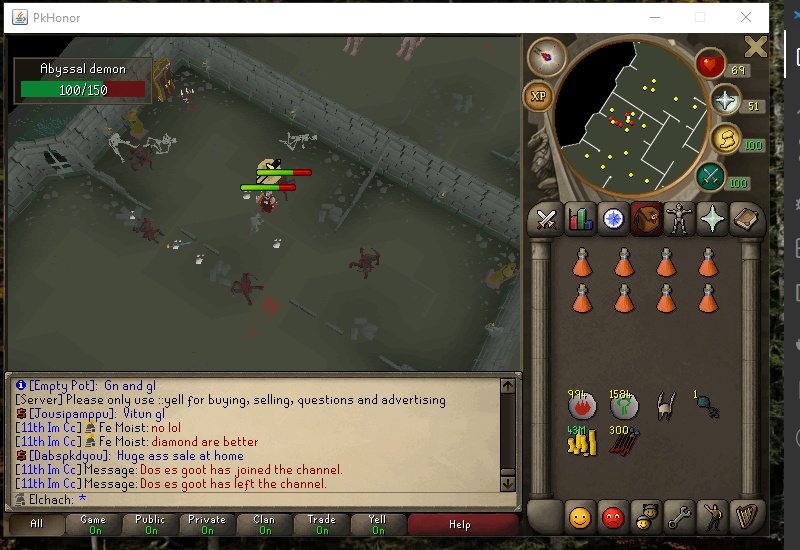 PkHonor
Abyssal demon
100/150
XP
69
51
100
100
994
1584
1
43M
300
[Empty Pot]: Gn and gl
[Server] Please only use ::yell for buying, selling, questions and advertising
[Jousipamppu]: Vitun gl
[11th Im Cc] Fe Moist: no lol
[11th Im Cc] Fe Moist: diamond are better
[Dabspkdyou]: Huge ass sale at home
[11th Im Cc] Message: Dos es goot has joined the channel.
[11th Im Cc] Message: Dos es goot has left the channel.
Elchach: *
All Game Public Private Clan Trade Yell Help
On On On On On On